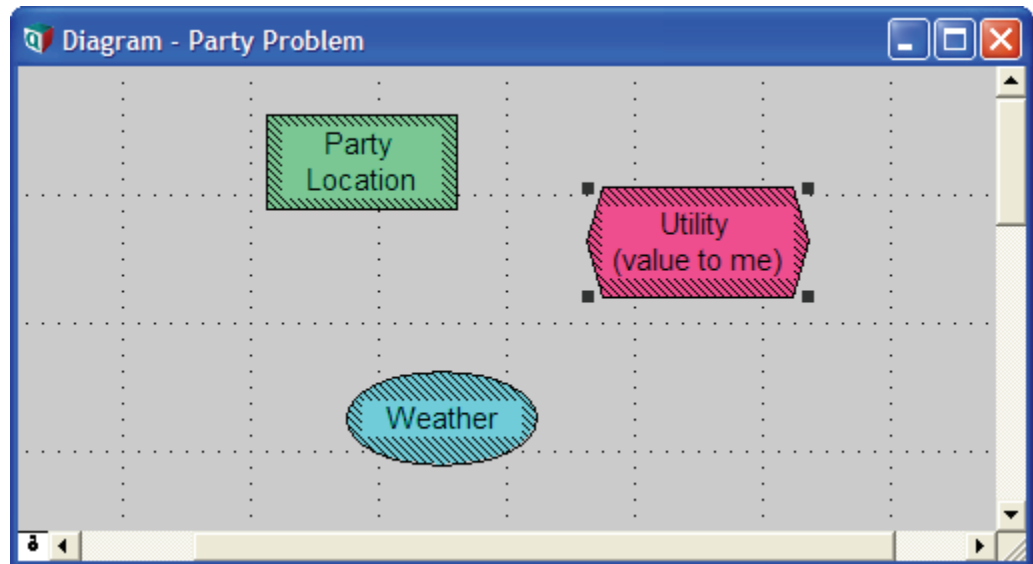 Diagram - Party Problem
Party
Location
Utility
(value to me)
Weather